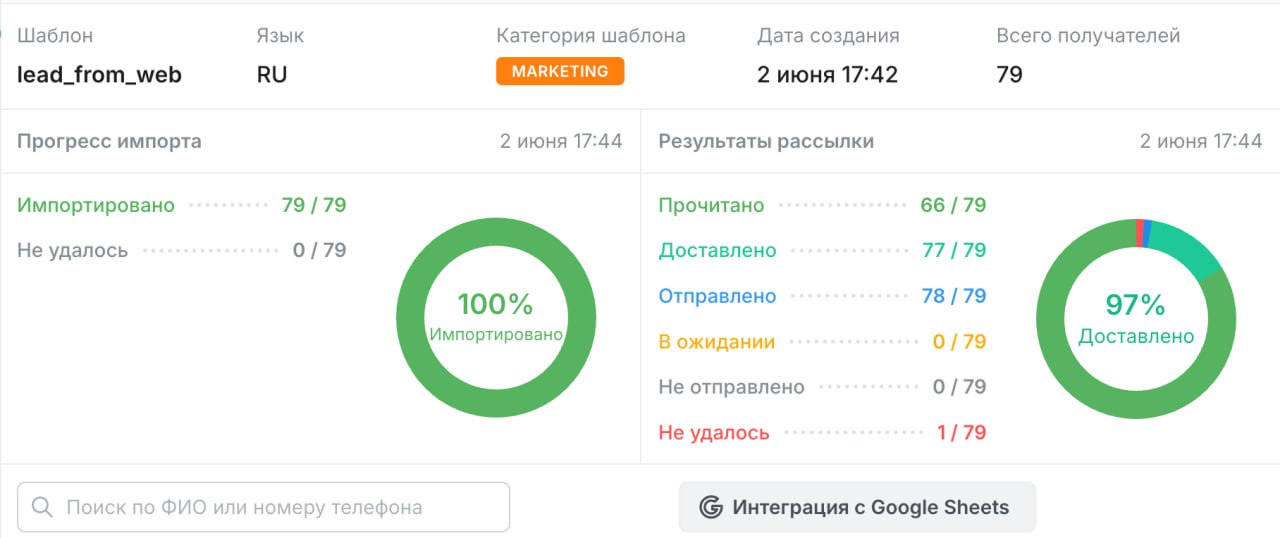 Шаблон
Язык
Категория шаблона
Дата создания
Всего получателей
lead_from_web
RU
MARKETING
2 июня 17:42
79
Прогресс импорта
2 июня 17:44
Результаты рассылки
2 июня 17:44
Импортировано 79 / 79
Не удалось 0 / 79
100%
Импортировано
Прочитано 66 / 79
Доставлено 77 / 79
Отправлено 78 / 79
В ожидании 0 / 79
Не отправлено 0 / 79
Не удалось 1 / 79
97%
Доставлено
Поиск по ФИО или номеру телефона
Интеграция с Google Sheets